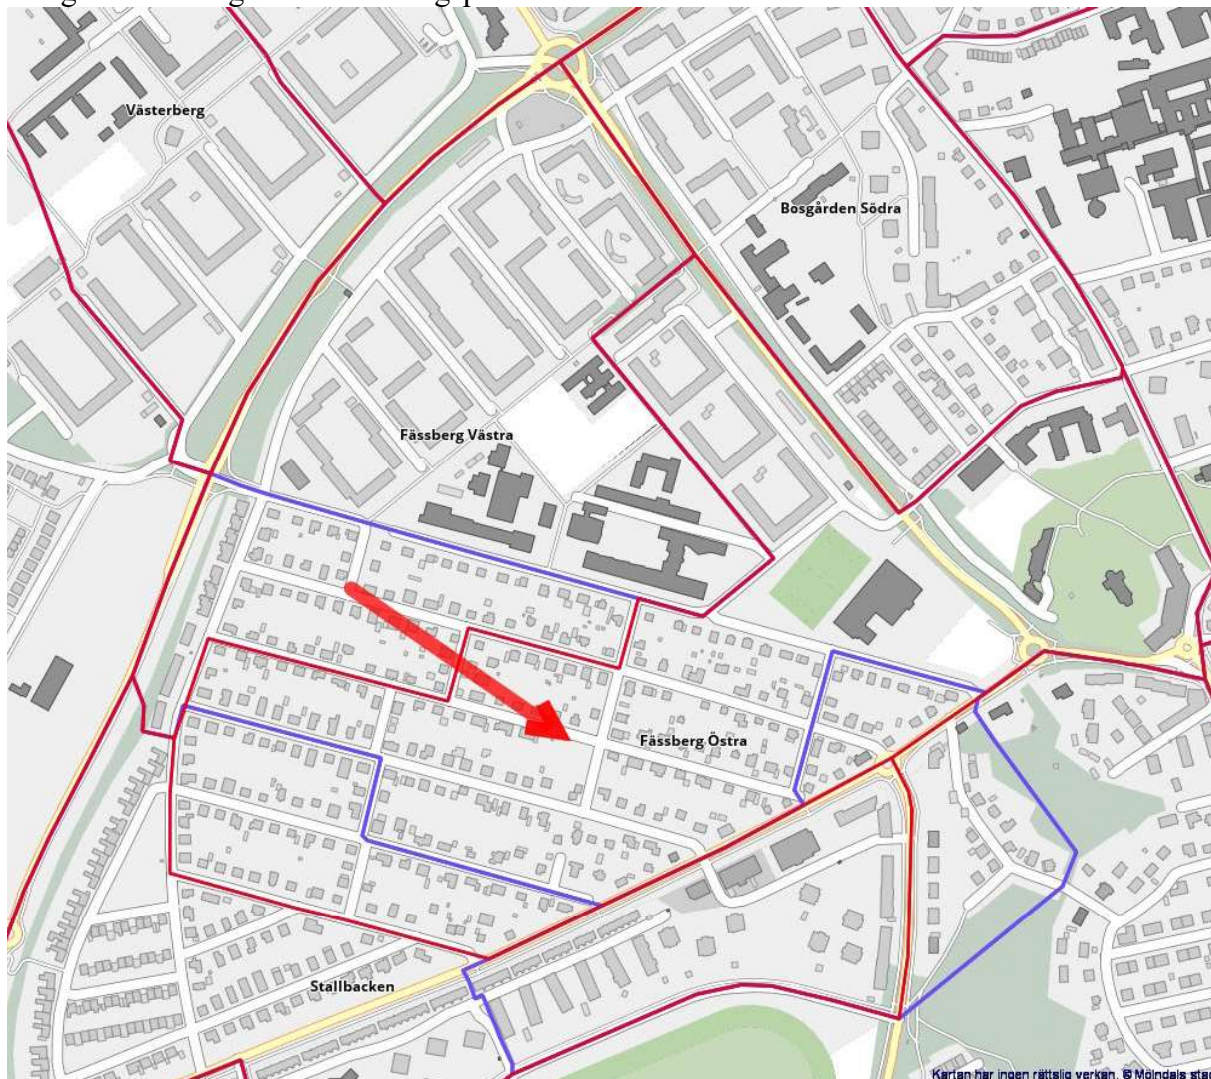 Västerberg
Bosgården Södra
Fässberg Västra
Fässberg Östra
Stallbacken
Kartan har ingen rättslig verkan. © Mölndals sta